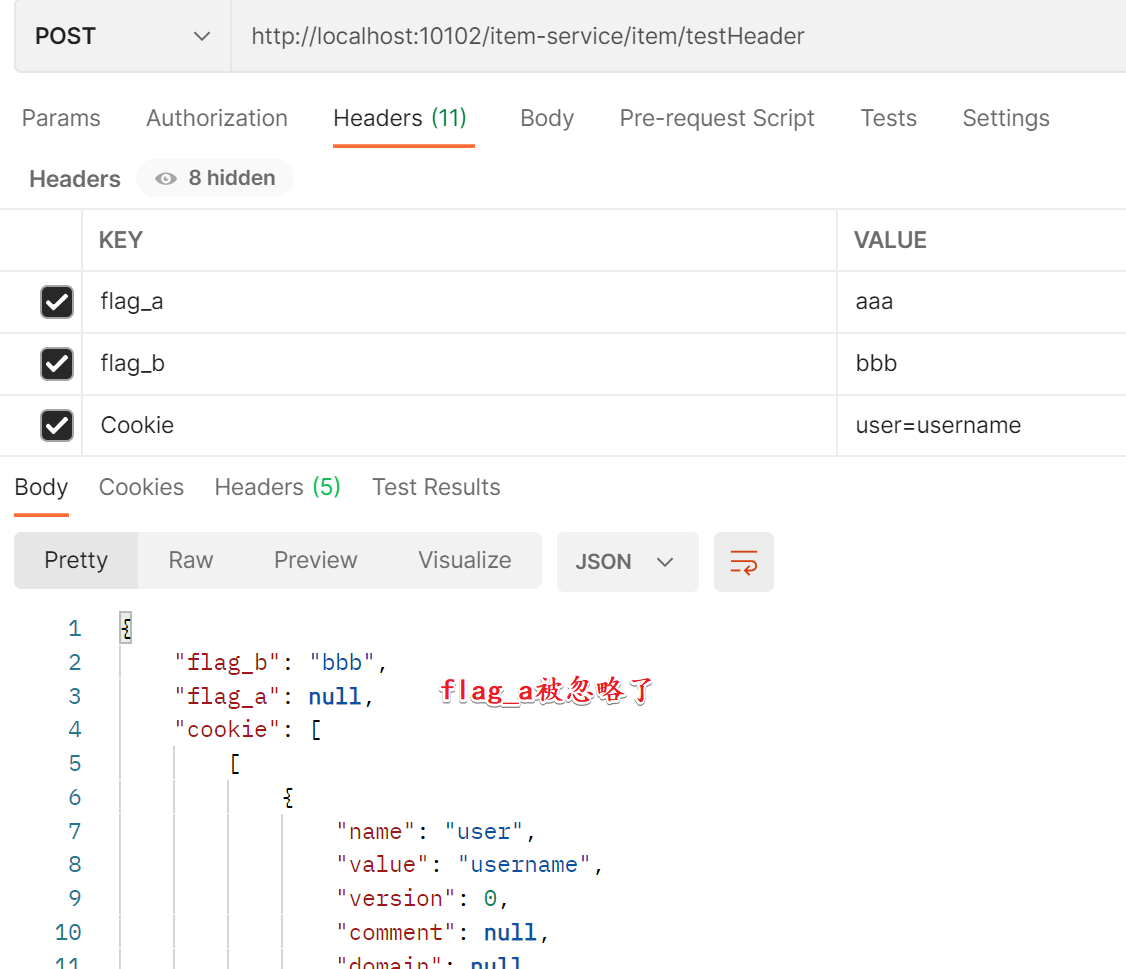 POST http://localhost:10102/item-service/item/testHeader
Params Authorization Headers (11) Body Pre-request Script Tests Settings
Headers 8 hidden
KEY VALUE
flag_a aaa
flag_b bbb
Cookie user=username
Body Cookies Headers (5) Test Results
Pretty Raw Preview Visualize JSON
1 {
2 "flag_b": "bbb",
3 "flag_a": null, flag_a被忽略了
4 "cookie": [
5 [
6 {
7 "name": "user",
8 "value": "username",
9 "version": 0,
10 "comment": null,
11 "domain": null